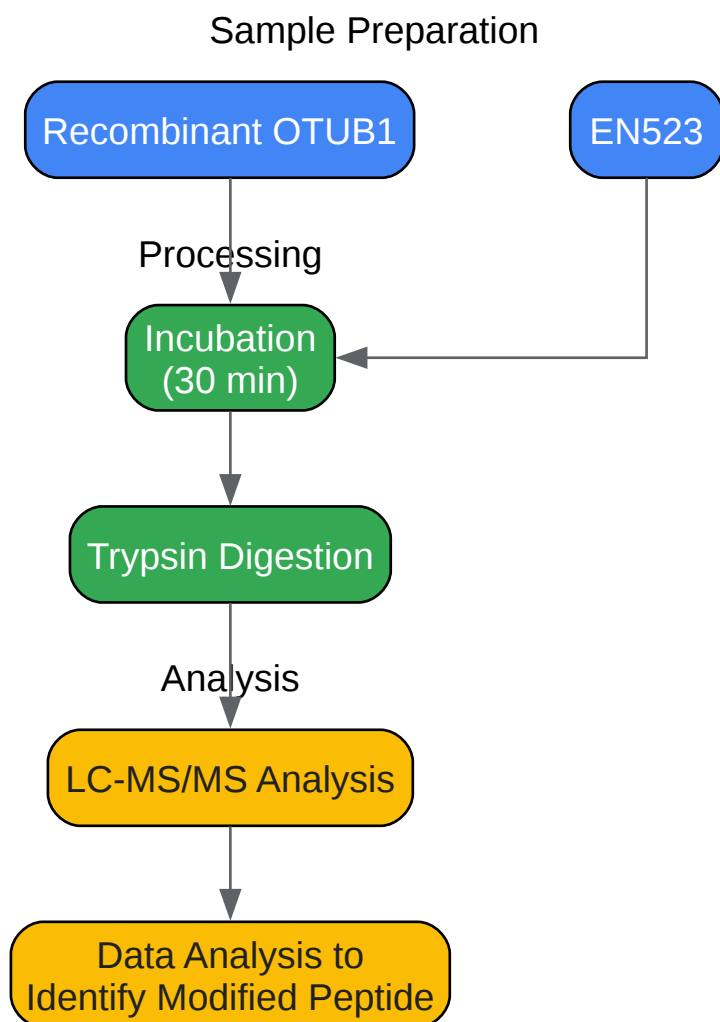 Sample Preparation
Recombinant OTUB1
EN523
Processing
Incubation
(30 min)
Trypsin Digestion
Analysis
LC-MS/MS Analysis
Data Analysis to
Identify Modified Peptide